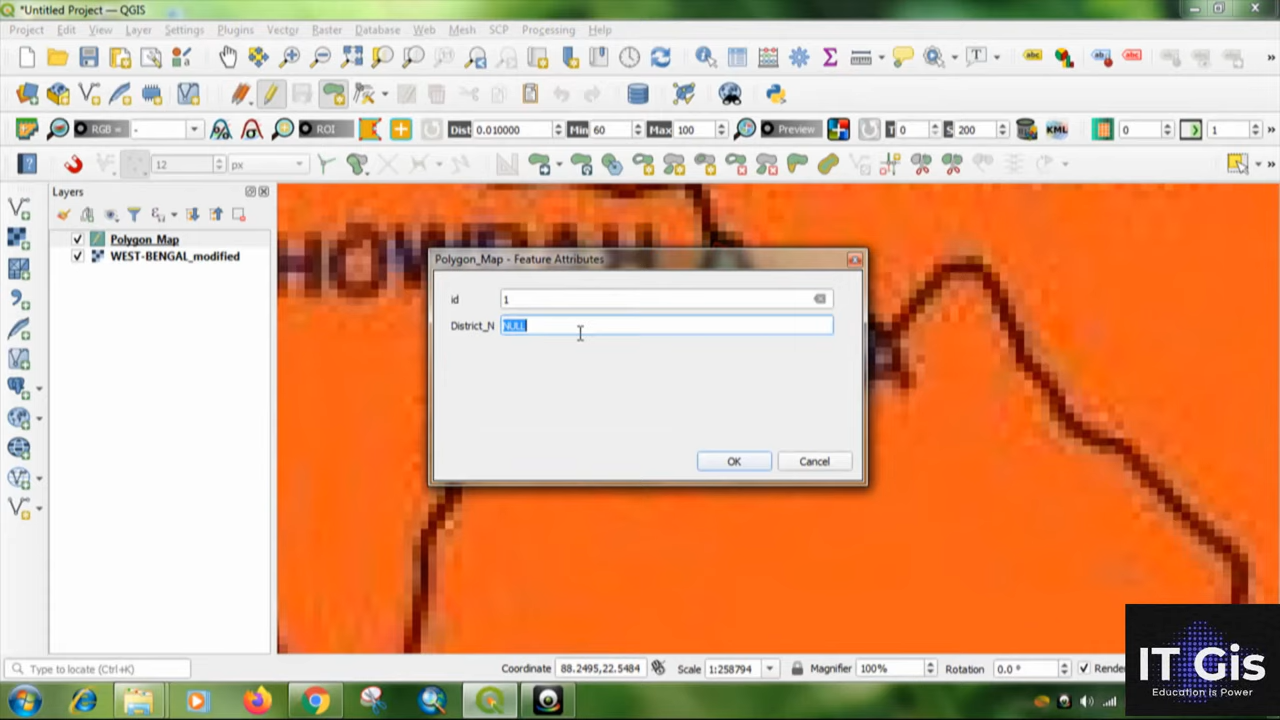 *Untitled Project — QGIS
Project Edit View Layer Settings Plugins Vector Raster Database Web Mesh SCP Processing Help
RGB = - ROI Dist 0.010000 Min 60 Max 100 Preview T 0 S 200 KML 0 1
12 px
Layers
Polygon_Map
WEST-BENGAL_modified
Polygon_Map - Feature Attributes
id 1
District_N NULL
OK Cancel
Type to locate (Ctrl+K) Coordinate 88.2495,22.5484 Scale 1:258794 Magnifier 100% Rotation 0.0 ° Rende
IT Gis
Education is Power